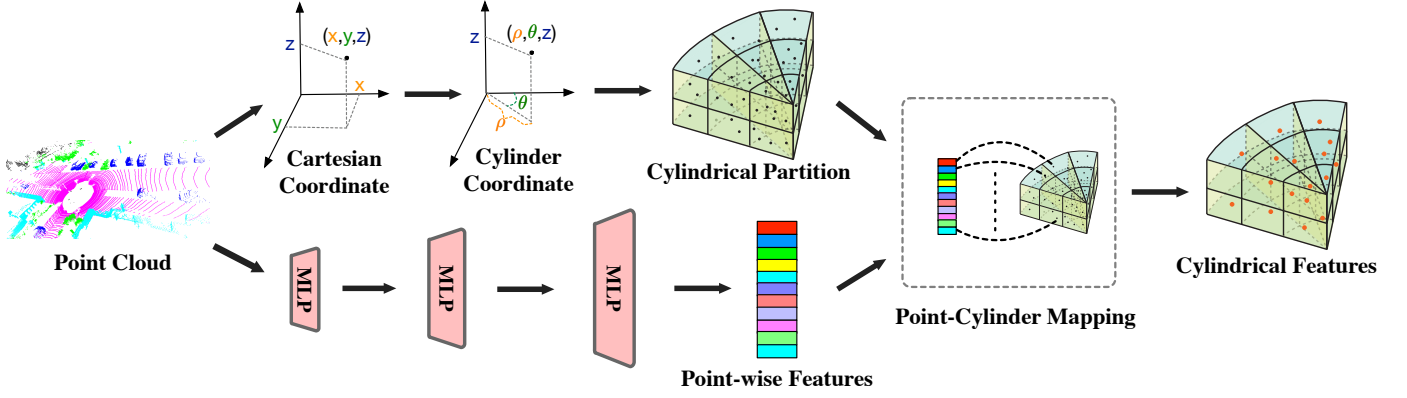 z
(x,y,z)
x
y
Cartesian
Coordinate
z
(ρ,θ,z)
θ
ρ
Cylinder
Coordinate
Cylindrical Partition
Point Cloud
MLP
MLP
MLP
Point-wise Features
Point-Cylinder Mapping
Cylindrical Features